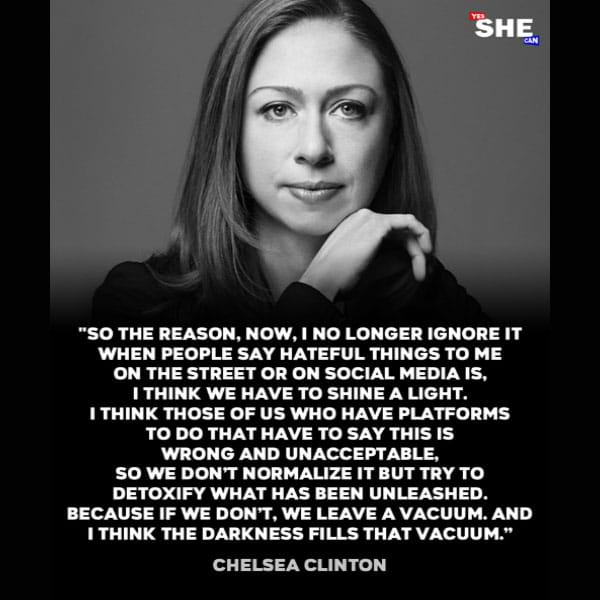 YES
SHE
CAN
"SO THE REASON, NOW, I NO LONGER IGNORE IT
WHEN PEOPLE SAY HATEFUL THINGS TO ME
ON THE STREET OR ON SOCIAL MEDIA IS,
I THINK WE HAVE TO SHINE A LIGHT.
I THINK THOSE OF US WHO HAVE PLATFORMS
TO DO THAT HAVE TO SAY THIS IS
WRONG AND UNACCEPTABLE,
SO WE DON'T NORMALIZE IT BUT TRY TO
DETOXIFY WHAT HAS BEEN UNLEASHED.
BECAUSE IF WE DON'T, WE LEAVE A VACUUM. AND
I THINK THE DARKNESS FILLS THAT VACUUM.”
CHELSEA CLINTON